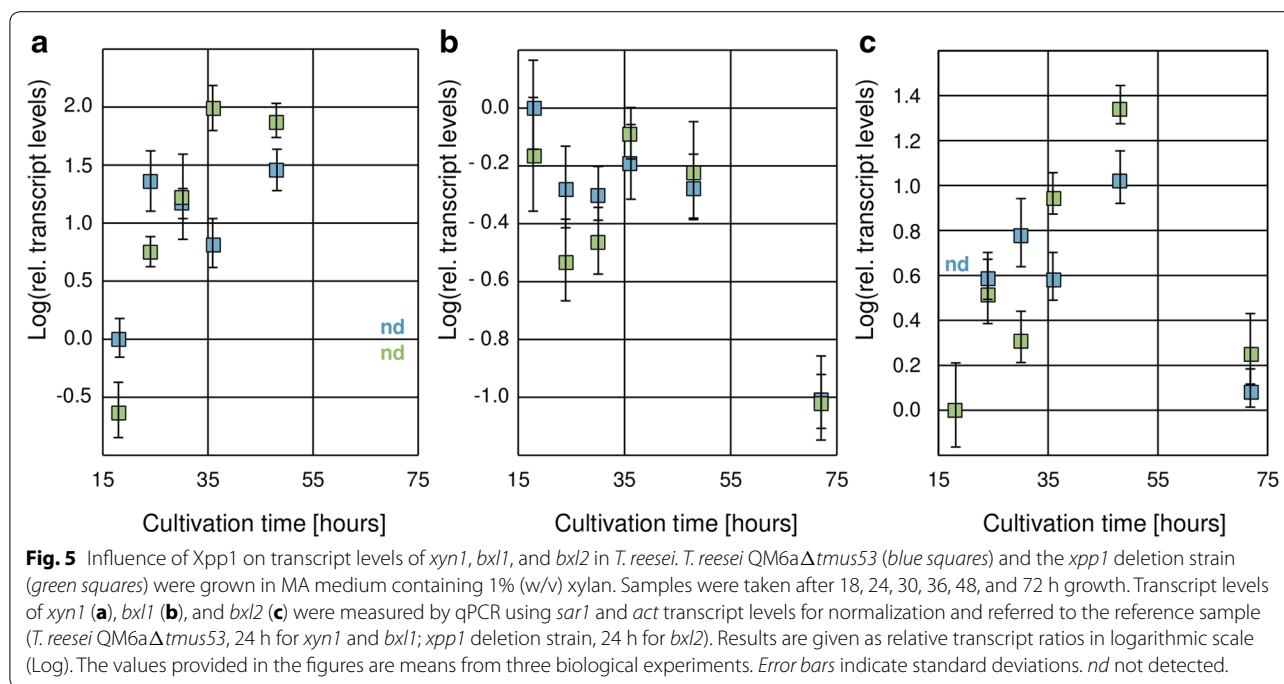 a
b
c
Log(rel. transcript levels)
2.0
1.5
1.0
0.5
0.0
-0.5
nd
nd
15 35 55 75
Cultivation time [hours]
Log(rel. transcript levels)
0.0
- 0.2
- 0.4
- 0.6
- 0.8
- 1.0
15 35 55 75
Cultivation time [hours]
Log(rel. transcript levels)
1.4
1.2
1.0
0.8
0.6
0.4
0.2
0.0
nd
15 35 55 75
Cultivation time [hours]
Fig. 5 Influence of Xpp1 on transcript levels of xyn1, bxl1, and bxl2 in T. reesei. T. reesei QM6aΔtmus53 (blue squares) and the xpp1 deletion strain
(green squares) were grown in MA medium containing 1% (w/v) xylan. Samples were taken after 18, 24, 30, 36, 48, and 72 h growth. Transcript levels
of xyn1 (a), bxl1 (b), and bxl2 (c) were measured by qPCR using sar1 and act transcript levels for normalization and referred to the reference sample
(T. reesei QM6aΔtmus53, 24 h for xyn1 and bxl1; xpp1 deletion strain, 24 h for bxl2). Results are given as relative transcript ratios in logarithmic scale
(Log). The values provided in the figures are means from three biological experiments. Error bars indicate standard deviations. nd not detected.